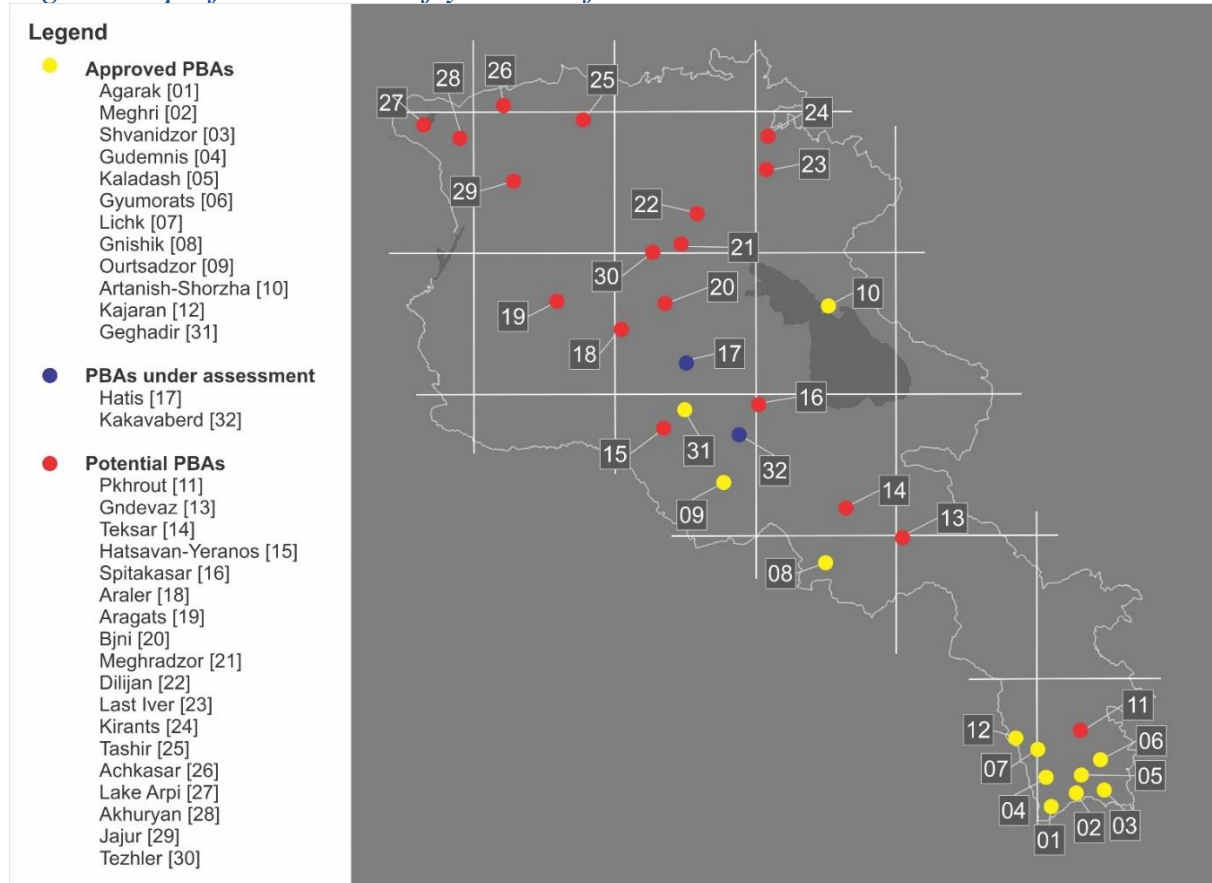 Legend
Approved PBAs
Agarak [01]
Meghri [02]
Shvanidzor [03]
Gudemnis [04]
Kaladash [05]
Gyumorats [06]
Lichk [07]
Gnishik [08]
Ourtsadzor [09]
Artanish-Shorzha [10]
Kajaran [12]
Geghadir [31]
PBAs under assessment
Hatis [17]
Kakavaberd [32]
Potential PBAs
Pkhrout [11]
Gndevaz [13]
Teksar [14]
Hatsavan-Yeranos [15]
Spitakasar [16]
Araler [18]
Aragats [19]
Bjni [20]
Meghradzor [21]
Dilijan [22]
Last Iver [23]
Kirants [24]
Tashir [25]
Achkasar [26]
Lake Arpi [27]
Akhuryan [28]
Jajur [29]
Tezhler [30]
28
26
25
27
24
23
29
22
21
30
20
10
19
18
17
16
15
31
32
09
14
13
08
11
12
06
07
05
04
01
02
03